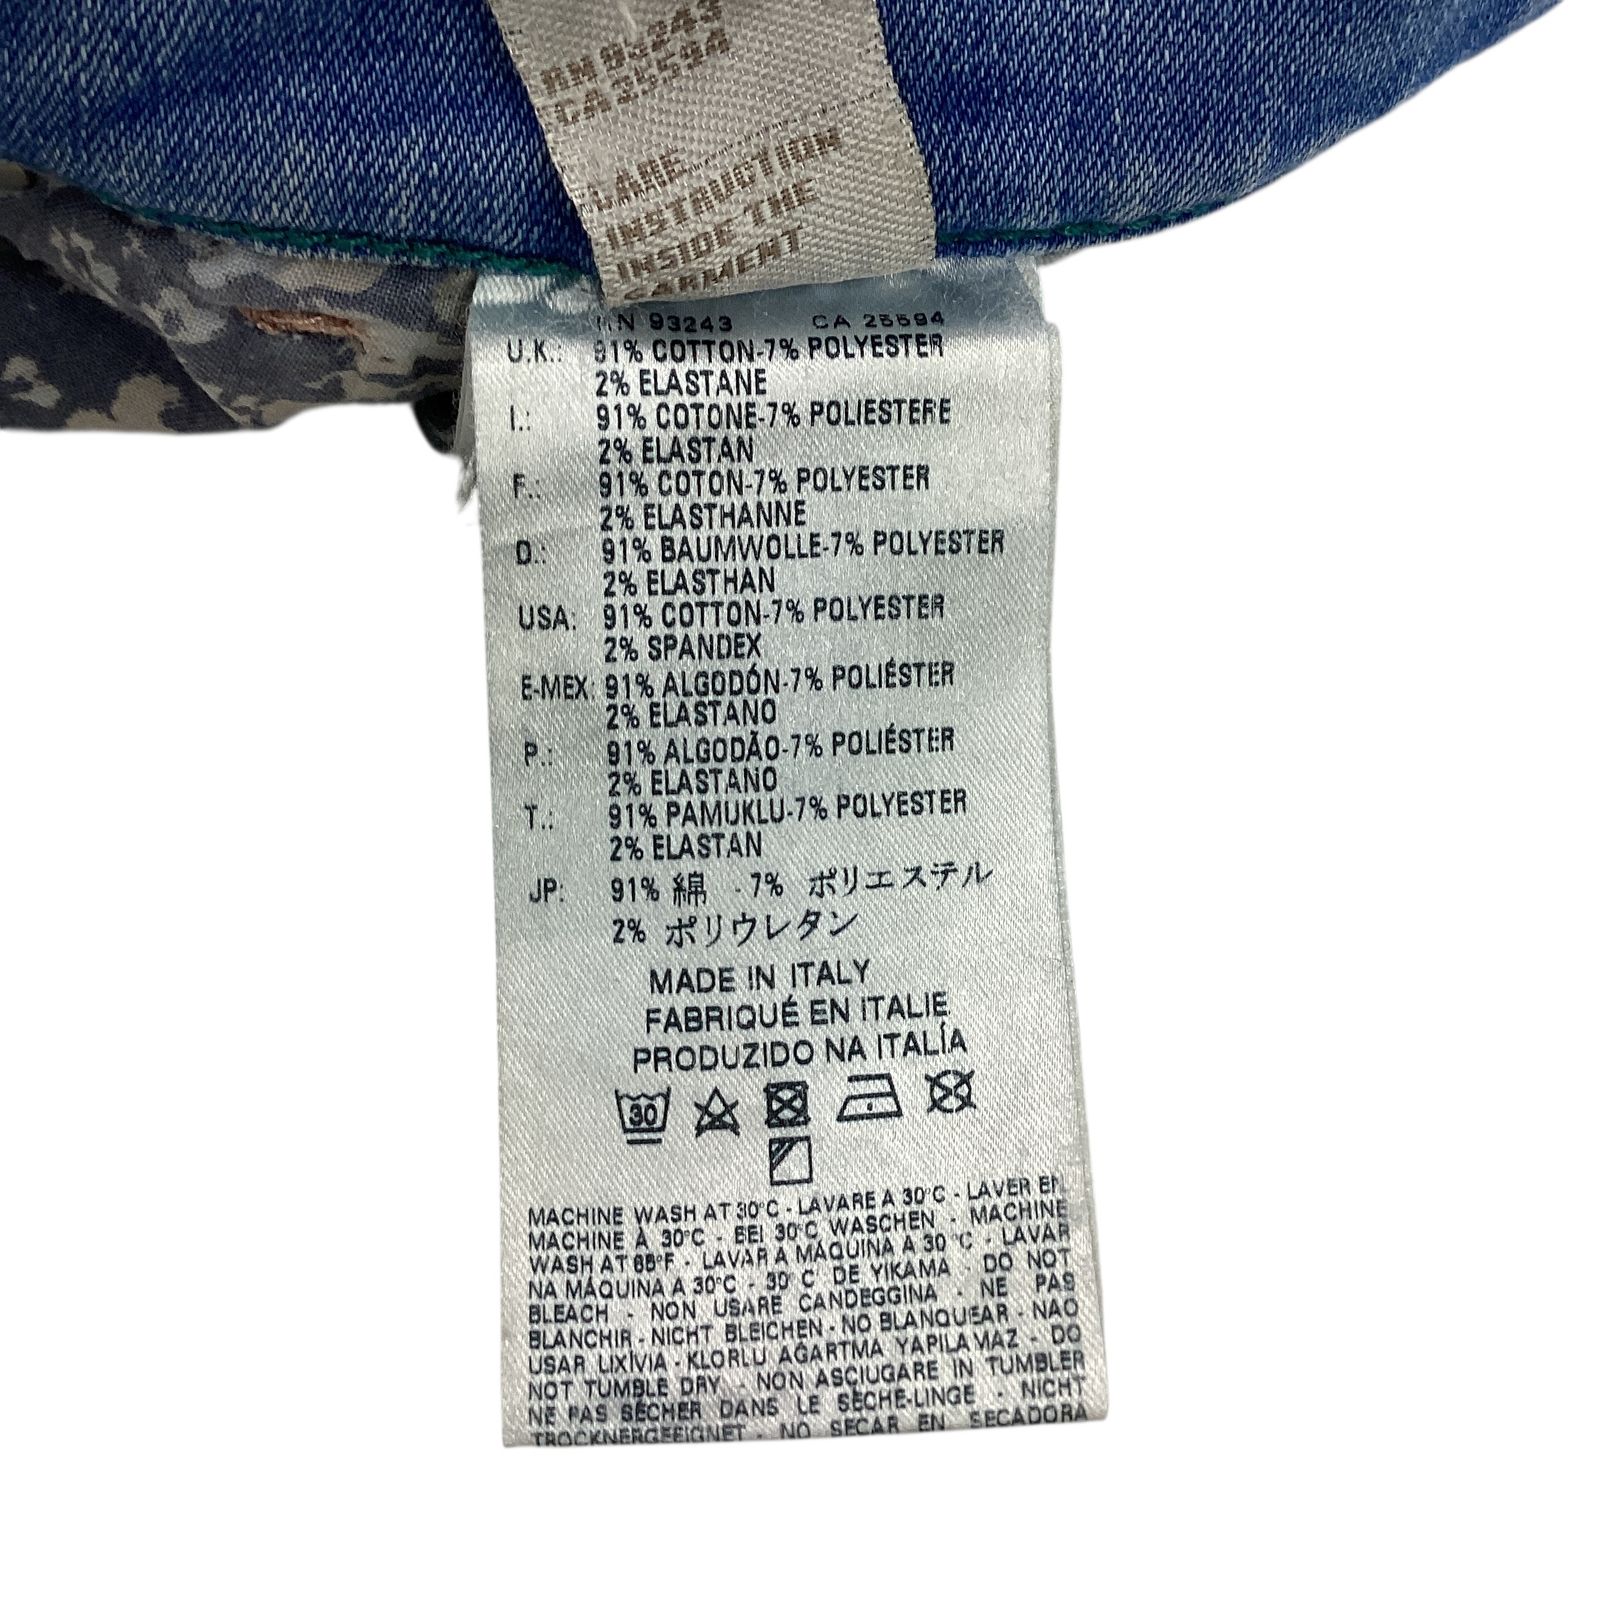 RN 93243
CA25594
CARE
INSTRUCTION
INSIDE THE
GARMENT
RN 93243 CA 25594
U.K.: 91% COTTON-7% POLYESTER
2% ELASTANE
I.: 91% COTONE-7% POLIESTERE
2% ELASTAN
F.: 91% COTON-7% POLYESTER
2% ELASTHANNE
D.: 91% BAUMWOLLE-7% POLYESTER
2% ELASTHAN
USA: 91% COTTON-7% POLYESTER
2% SPANDEX
E-MEX: 91% ALGODÓN-7% POLIÉSTER
2% ELASTANO
P.: 91% ALGODÃO-7% POLIÉSTER
2% ELASTANO
T.: 91% PAMUKLU-7% POLYESTER
2% ELASTAN
JP: 91% 綿 -7% ポリエステル
2% ポリウレタン
MADE IN ITALY
FABRIQUÉ EN ITALIE
PRODUZIDO NA ITALÍA
30
MACHINE WASH AT 30°C - LAVARE A 30°C - LAVER EN
MACHINE À 30°C - BEI 30°C WASCHEN - MACHINE
WASH AT 85°F - LAVAR A MÁQUINA A 30 °C - LAVAR
NA MÁQUINA A 30°C - 30° C DE YIKAMA - DO NOT
BLEACH - NON USARE CANDEGGINA - NE PAS
BLANCHIR - NICHT BLEICHEN - NO BLANQUEAR - NAO
USAR LIXÍVIA - KLORLU AĞARTMA YAPILAMAZ - DO
NOT TUMBLE DRY - NON ASCIUGARE IN TUMBLER
NE PAS SÉCHER DANS LE SÈCHE-LINGE - NICHT
TROCKNERGEEIGNET - NO SECAR EN SECADORA